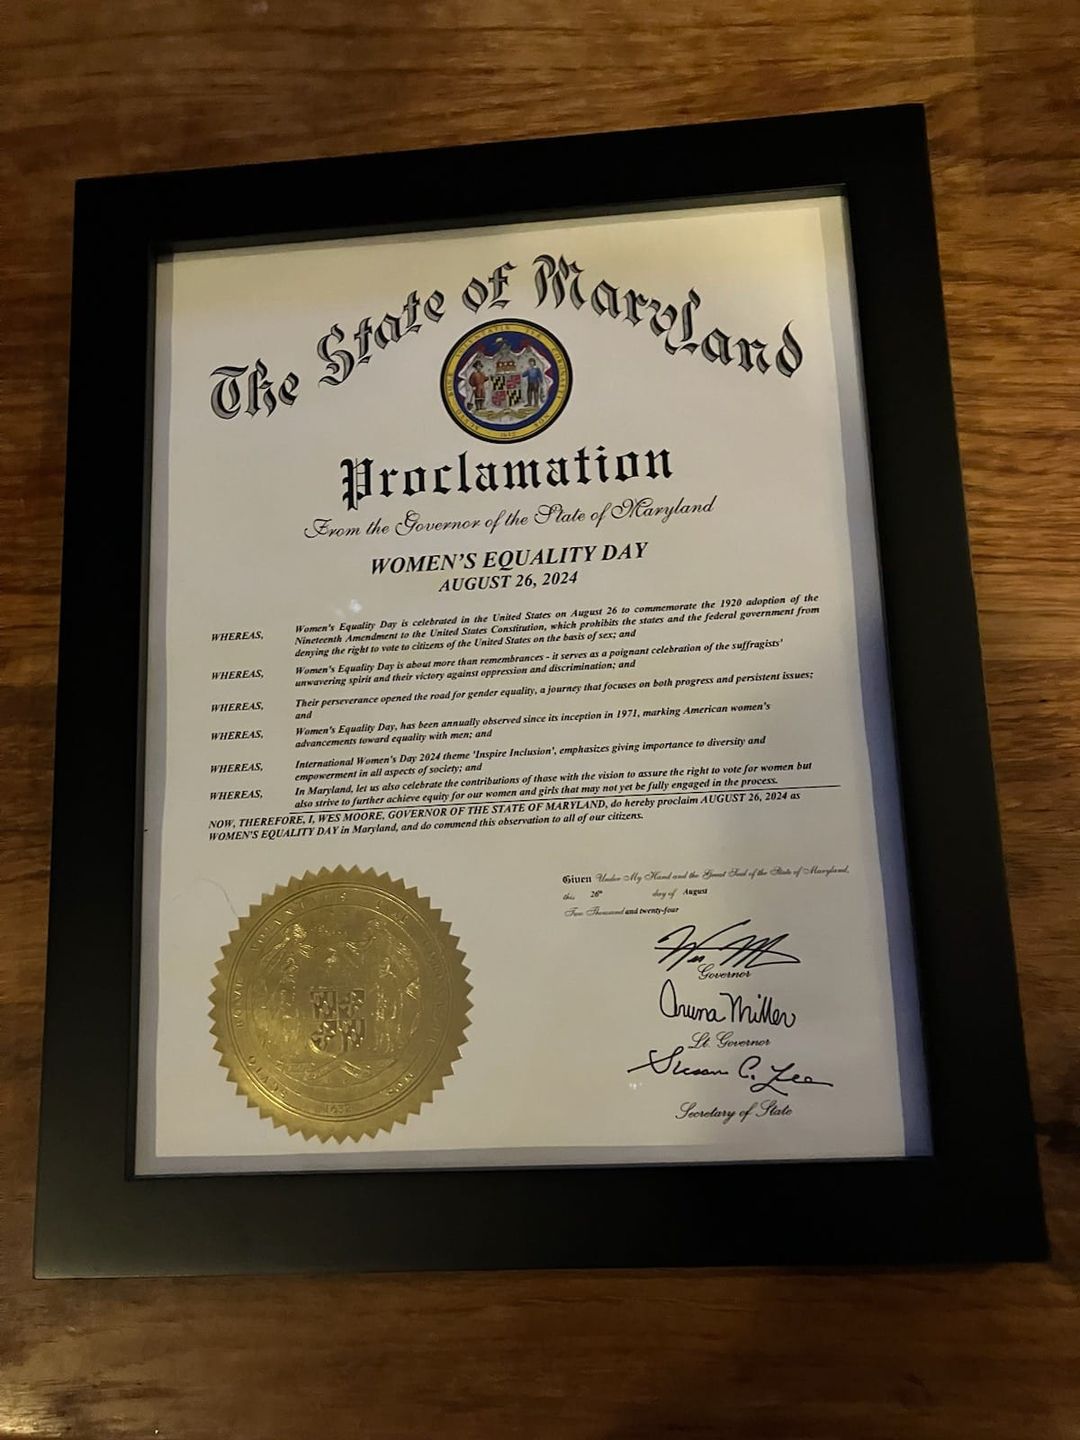 The State of Maryland
Proclamation
From the Governor of the State of Maryland
WOMEN'S EQUALITY DAY
AUGUST 26, 2024
WHEREAS, Women's Equality Day is celebrated in the United States on August 26 to commemorate the 1920 adoption of the
Nineteenth Amendment to the United States Constitution, which prohibits the states and the federal government from
denying the right to vote to citizens of the United States on the basis of sex; and
WHEREAS, Women's Equality Day is about more than remembrances - it serves as a poignant celebration of the suffragists'
unwavering spirit and their victory against oppression and discrimination; and
WHEREAS, Their perseverance opened the road for gender equality, a journey that focuses on both progress and persistent issues;
and
WHEREAS, Women's Equality Day, has been annually observed since its inception in 1971, marking American women's
advancements toward equality with men; and
WHEREAS, International Women's Day 2024 theme 'Inspire Inclusion', emphasizes giving importance to diversity and
empowerment in all aspects of society; and
WHEREAS, In Maryland, let us also celebrate the contributions of those with the vision to assure the right to vote for women but
also strive to further achieve equity for our women and girls that may not yet be fully engaged in the process.
NOW, THEREFORE, I, WES MOORE, GOVERNOR OF THE STATE OF MARYLAND, do hereby proclaim AUGUST 26, 2024 as
WOMEN'S EQUALITY DAY in Maryland, and do commend this observation to all of our citizens.
Given Under My Hand and the Great Seal of the State of Maryland,
this 26th day of August
Two Thousand and twenty-four
Wes M
Governor
Aruna Miller
Lt. Governor
Susan C. Lee
Secretary of State
1632